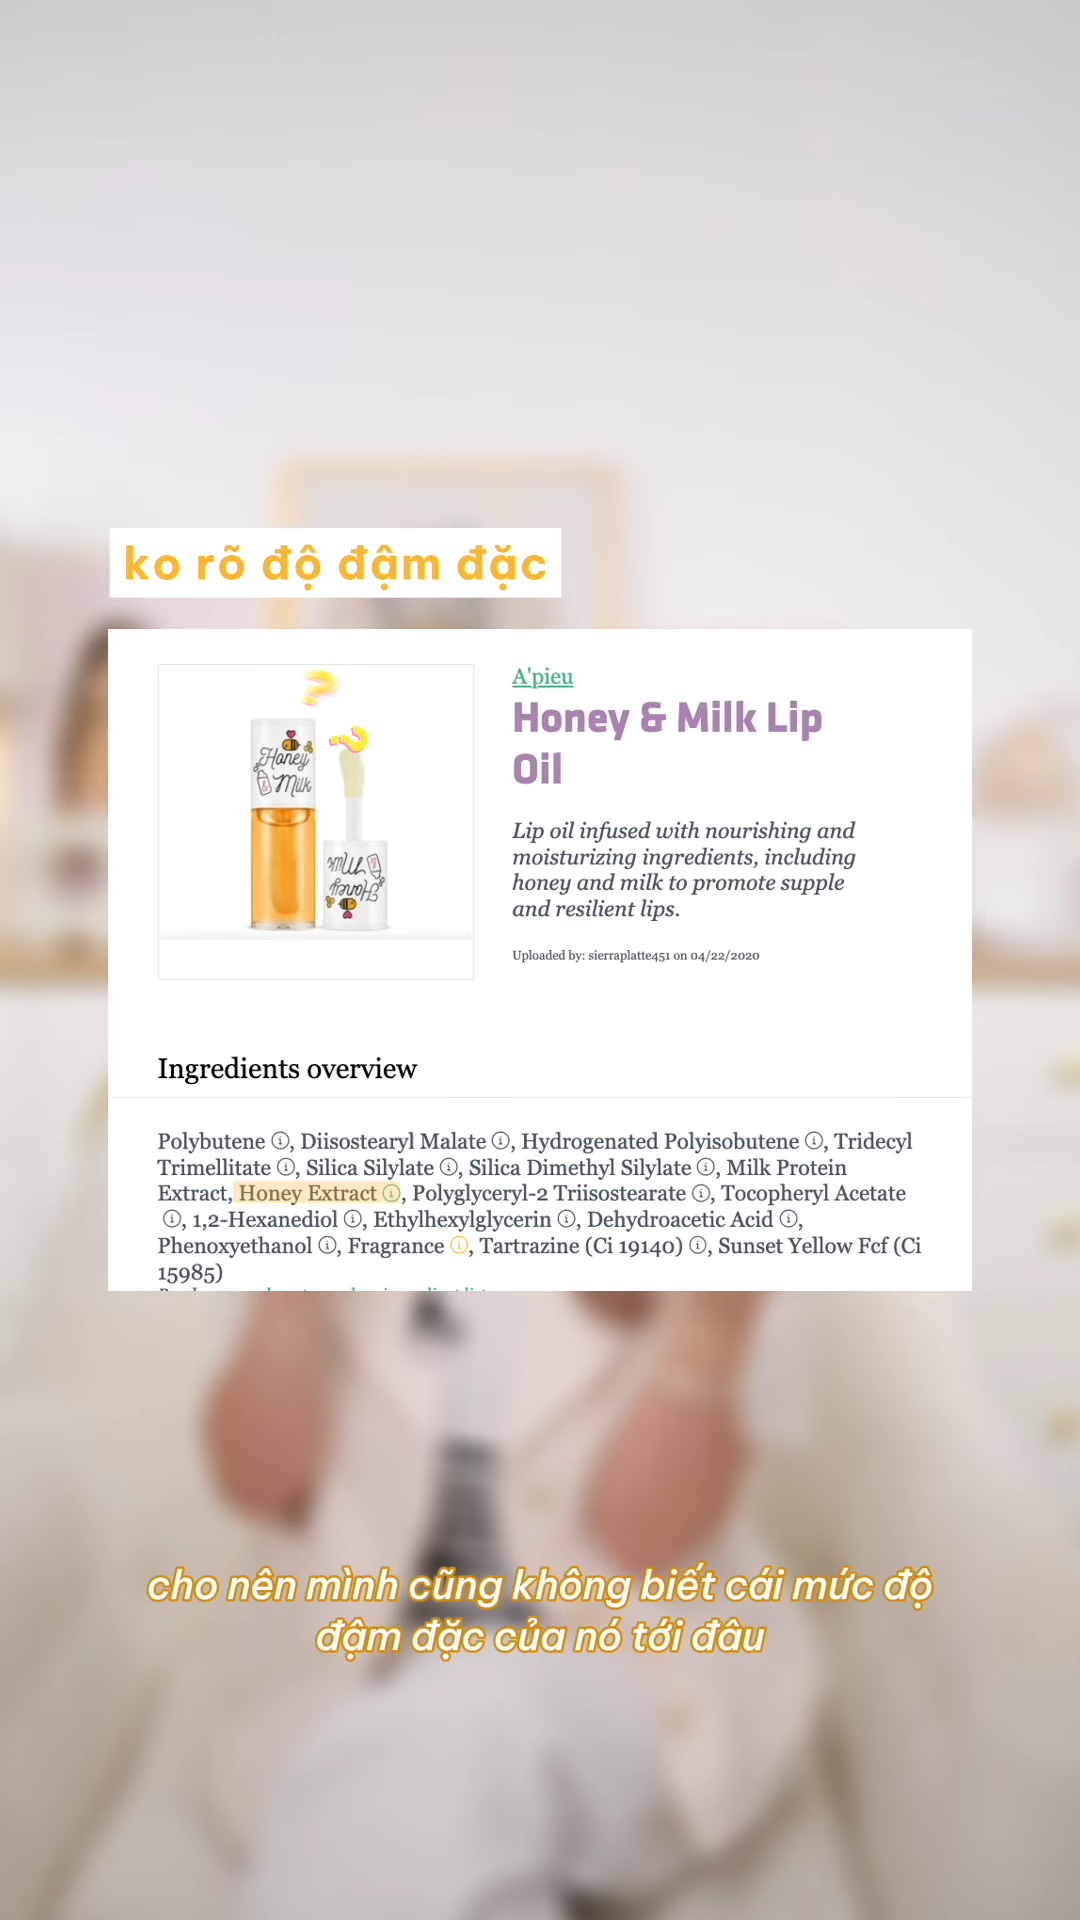 ko rõ độ đậm đặc
A'pieu
Honey & Milk Lip
Oil
Honey
& Milk
Honey
& Milk
Lip oil infused with nourishing and
moisturizing ingredients, including
honey and milk to promote supple
and resilient lips.
Uploaded by: sierraplatte451 on 04/22/2020
Ingredients overview
Polybutene ⓘ, Diisostearyl Malate ⓘ, Hydrogenated Polyisobutene ⓘ, Tridecyl
Trimellitate ⓘ, Silica Silylate ⓘ, Silica Dimethyl Silylate ⓘ, Milk Protein
Extract, Honey Extract ⓘ, Polyglyceryl-2 Triisostearate ⓘ, Tocopheryl Acetate
ⓘ, 1,2-Hexanediol ⓘ, Ethylhexylglycerin ⓘ, Dehydroacetic Acid ⓘ,
Phenoxyethanol ⓘ, Fragrance ⓘ, Tartrazine (Ci 19140) ⓘ, Sunset Yellow Fcf (Ci
15985)
cho nên mình cũng không biết cái mức độ
đậm đặc của nó tới đâu